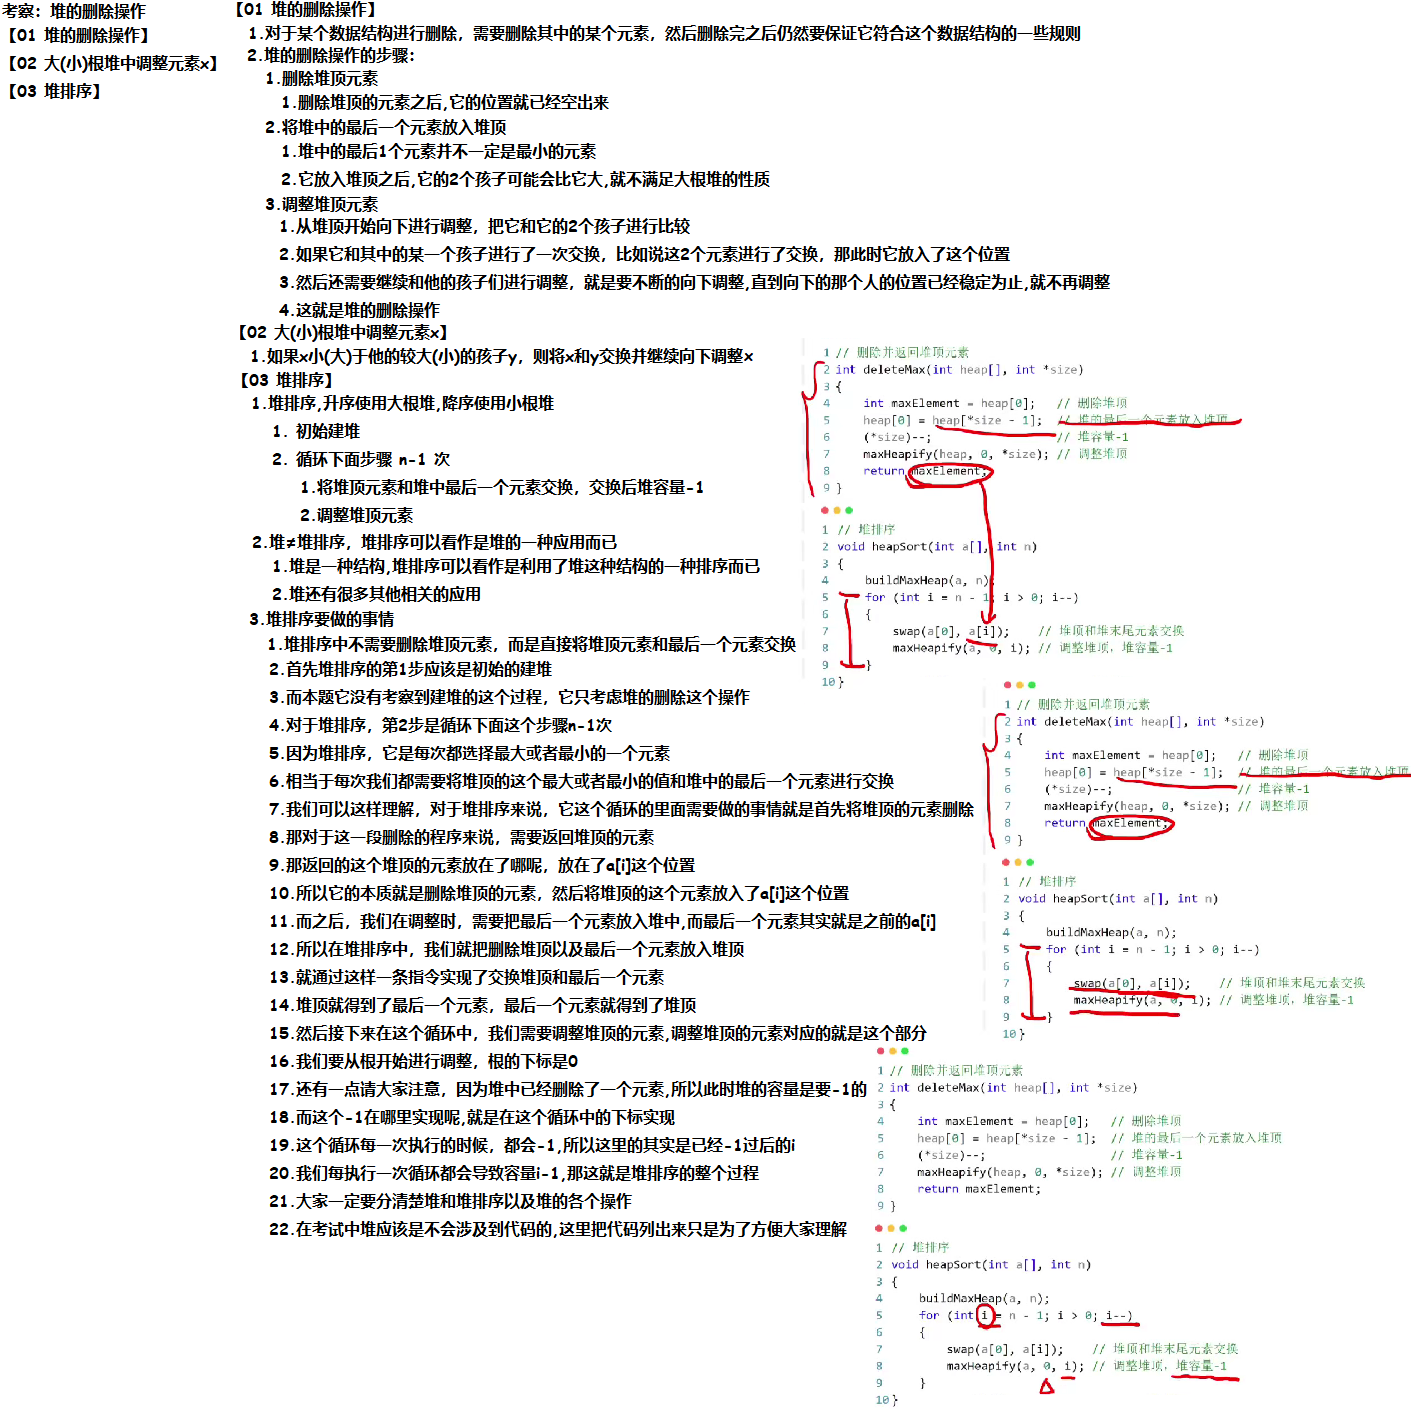 考察：堆的删除操作
【01 堆的删除操作】
【02 大(小)根堆中调整元素x】
【03 堆排序】
【01 堆的删除操作】
1.对于某个数据结构进行删除，需要删除其中的某个元素，然后删除完之后仍然要保证它符合这个数据结构的一些规则
2.堆的删除操作的步骤：
1.删除堆顶元素
1.删除堆顶的元素之后,它的位置就已经空出来
2.将堆中的最后一个元素放入堆顶
1.堆中的最后1个元素并不一定是最小的元素
2.它放入堆顶之后,它的2个孩子可能会比它大,就不满足大根堆的性质
3.调整堆顶元素
1.从堆顶开始向下进行调整，把它和它的2个孩子进行比较
2.如果它和其中的某一个孩子进行了一次交换，比如说这2个元素进行了交换，那此时它放入了这个位置
3.然后还需要继续和他的孩子们进行调整，就是要不断的向下调整,直到向下的那个人的位置已经稳定为止,就不再调整
4.这就是堆的删除操作
【02 大(小)根堆中调整元素x】
1.如果x小(大)于他的较大(小)的孩子y，则将x和y交换并继续向下调整x
【03 堆排序】
1.堆排序,升序使用大根堆,降序使用小根堆
1. 初始建堆
2. 循环下面步骤 n-1 次
1.将堆顶元素和堆中最后一个元素交换，交换后堆容量-1
2.调整堆顶元素
2.堆≠堆排序，堆排序可以看作是堆的一种应用而已
1.堆是一种结构,堆排序可以看作是利用了堆这种结构的一种排序而已
2.堆还有很多其他相关的应用
3.堆排序要做的事情
1.堆排序中不需要删除堆顶元素，而是直接将堆顶元素和最后一个元素交换
2.首先堆排序的第1步应该是初始的建堆
3.而本题它没有考察到建堆的这个过程，它只考虑堆的删除这个操作
4.对于堆排序，第2步是循环下面这个步骤n-1次
5.因为堆排序，它是每次都选择最大或者最小的一个元素
6.相当于每次我们都需要将堆顶的这个最大或者最小的值和堆中的最后一个元素进行交换
7.我们可以这样理解，对于堆排序来说，它这个循环的里面需要做的事情就是首先将堆顶的元素删除
8.那对于这一段删除的程序来说，需要返回堆顶的元素
9.那返回的这个堆顶的元素放在了哪呢，放在了a[i]这个位置
10.所以它的本质就是删除堆顶的元素，然后将堆顶的这个元素放入了a[i]这个位置
11.而之后，我们在调整时，需要把最后一个元素放入堆中,而最后一个元素其实就是之前的a[i]
12.所以在堆排序中，我们就把删除堆顶以及最后一个元素放入堆顶
13.就通过这样一条指令实现了交换堆顶和最后一个元素
14.堆顶就得到了最后一个元素，最后一个元素就得到了堆顶
15.然后接下来在这个循环中，我们需要调整堆顶的元素,调整堆顶的元素对应的就是这个部分
16.我们要从根开始进行调整，根的下标是0
17.还有一点请大家注意，因为堆中已经删除了一个元素,所以此时堆的容量是要-1的
18.而这个-1在哪里实现呢,就是在这个循环中的下标实现
19.这个循环每一次执行的时候，都会-1,所以这里的其实是已经-1过后的i
20.我们每执行一次循环都会导致容量i-1,那这就是堆排序的整个过程
21.大家一定要分清楚堆和堆排序以及堆的各个操作
22.在考试中堆应该是不会涉及到代码的,这里把代码列出来只是为了方便大家理解
1 // 删除并返回堆顶元素
2 int deleteMax(int heap[], int *size)
3 {
4 int maxElement = heap[0]; // 删除堆顶
5 heap[0] = heap[*size - 1]; // 堆的最后一个元素放入堆顶
6 (*size)--; // 堆容量-1
7 maxHeapify(heap, 0, *size); // 调整堆顶
8 return maxElement;
9 }
1 // 堆排序
2 void heapSort(int a[], int n)
3 {
4 buildMaxHeap(a, n);
5 for (int i = n - 1; i > 0; i--)
6 {
7 swap(a[0], a[i]); // 堆顶和堆末尾元素交换
8 maxHeapify(a, 0, i); // 调整堆顶，堆容量-1
9 }
10 }
1 // 删除并返回堆顶元素
2 int deleteMax(int heap[], int *size)
3 {
4 int maxElement = heap[0]; // 删除堆顶
5 heap[0] = heap[*size - 1]; // 堆的最后一个元素放入堆顶
6 (*size)--; // 堆容量-1
7 maxHeapify(heap, 0, *size); // 调整堆顶
8 return maxElement;
9 }
1 // 堆排序
2 void heapSort(int a[], int n)
3 {
4 buildMaxHeap(a, n);
5 for (int i = n - 1; i > 0; i--)
6 {
7 swap(a[0], a[i]); // 堆顶和堆末尾元素交换
8 maxHeapify(a, 0, i); // 调整堆顶，堆容量-1
9 }
10 }
1 // 删除并返回堆顶元素
2 int deleteMax(int heap[], int *size)
3 {
4 int maxElement = heap[0]; // 删除堆顶
5 heap[0] = heap[*size - 1]; // 堆的最后一个元素放入堆顶
6 (*size)--; // 堆容量-1
7 maxHeapify(heap, 0, *size); // 调整堆顶
8 return maxElement;
9 }
1 // 堆排序
2 void heapSort(int a[], int n)
3 {
4 buildMaxHeap(a, n);
5 for (int i = n - 1; i > 0; i--)
6 {
7 swap(a[0], a[i]); // 堆顶和堆末尾元素交换
8 maxHeapify(a, 0, i); // 调整堆顶，堆容量-1
9 }
10 }